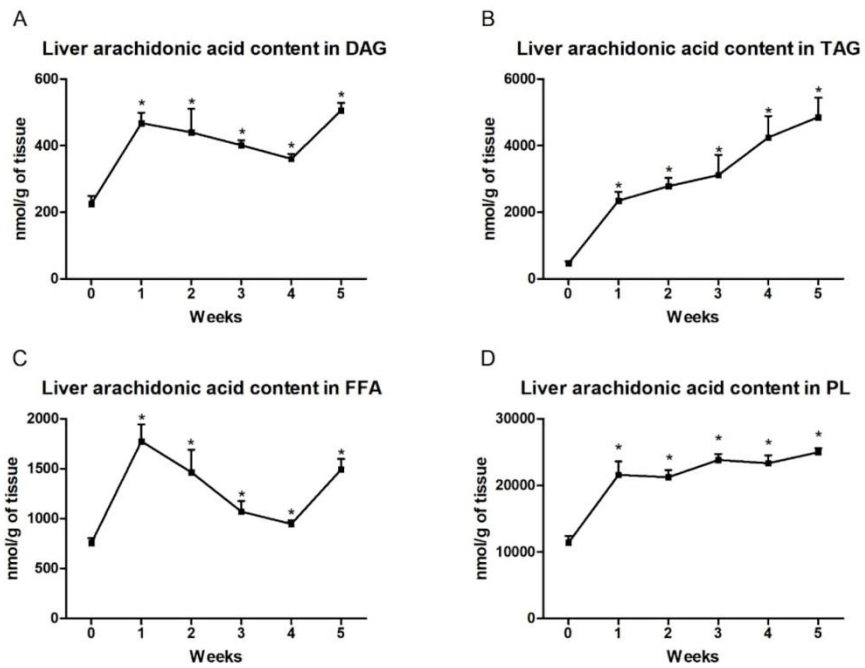 A
Liver arachidonic acid content in DAG
nmol/g of tissue
600
400
200
0
* * * * *
0 1 2 3 4 5
Weeks
B
Liver arachidonic acid content in TAG
nmol/g of tissue
6000
4000
2000
0
* * * * *
0 1 2 3 4 5
Weeks
C
Liver arachidonic acid content in FFA
nmol/g of tissue
2000
1500
1000
500
0
* * * * *
0 1 2 3 4 5
Weeks
D
Liver arachidonic acid content in PL
nmol/g of tissue
30000
20000
10000
0
* * * * *
0 1 2 3 4 5
Weeks